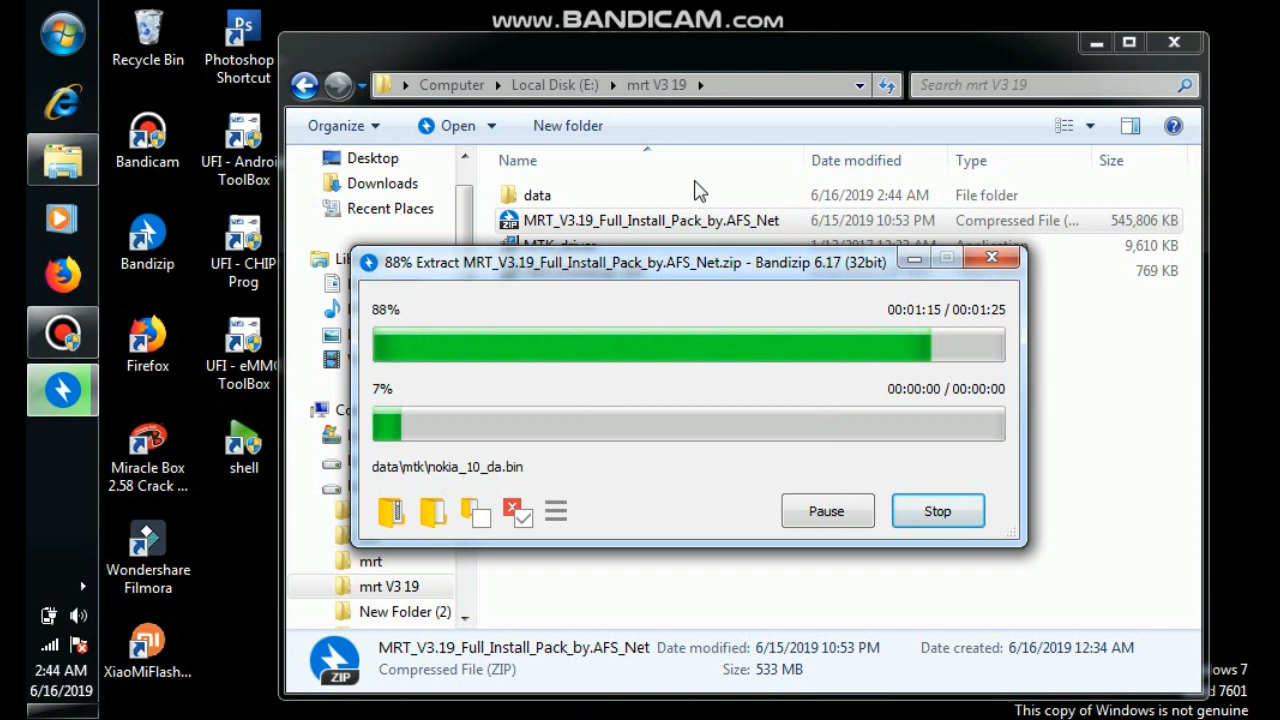 www.BANDICAM.com
Recycle Bin
Photoshop
Shortcut
Bandicam
UFI - Androi
ToolBox
Bandizip
UFI - CHIP
Prog
Firefox
UFI - eMMC
ToolBox
Miracle Box
2.58 Crack ...
shell
Wondershare
Filmora
XiaoMiFlash...
2:44 AM
6/16/2019
Computer
Local Disk (E:)
mrt V3 19
Search mrt V3 19
Organize
Open
New folder
Desktop
Downloads
Recent Places
mrt
mrt V3 19
New Folder (2)
Name
Date modified
Type
Size
data
6/16/2019 2:44 AM
File folder
MRT_V3.19_Full_Install_Pack_by.AFS_Net
6/15/2019 10:53 PM
Compressed File (...
545,806 KB
9,610 KB
769 KB
88% Extract MRT_V3.19_Full_Install_Pack_by.AFS_Net.zip - Bandizip 6.17 (32bit)
88%
00:01:15 / 00:01:25
7%
00:00:00 / 00:00:00
data\mtk\nokia_10_da.bin
Pause
Stop
ZIP
MRT_V3.19_Full_Install_Pack_by.AFS_Net
Date modified: 6/15/2019 10:53 PM
Date created: 6/16/2019 12:34 AM
Compressed File (ZIP)
Size: 533 MB
ows 7
d 7601
This copy of Windows is not genuine